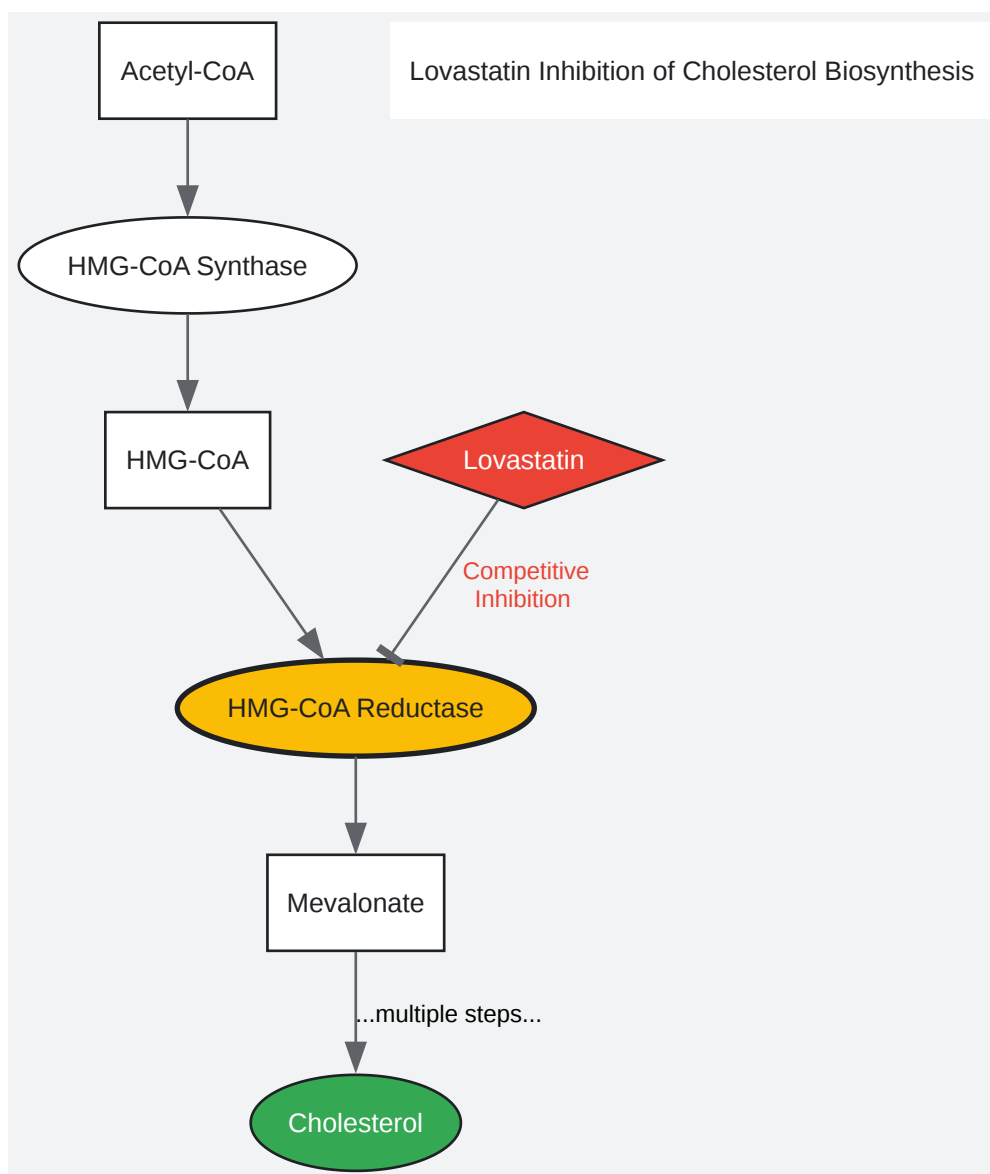 Acetyl-CoA
Lovastatin Inhibition of Cholesterol Biosynthesis
HMG-CoA Synthase
HMG-CoA
Lovastatin
Competitive
Inhibition
HMG-CoA Reductase
Mevalonate
...multiple steps...
Cholesterol